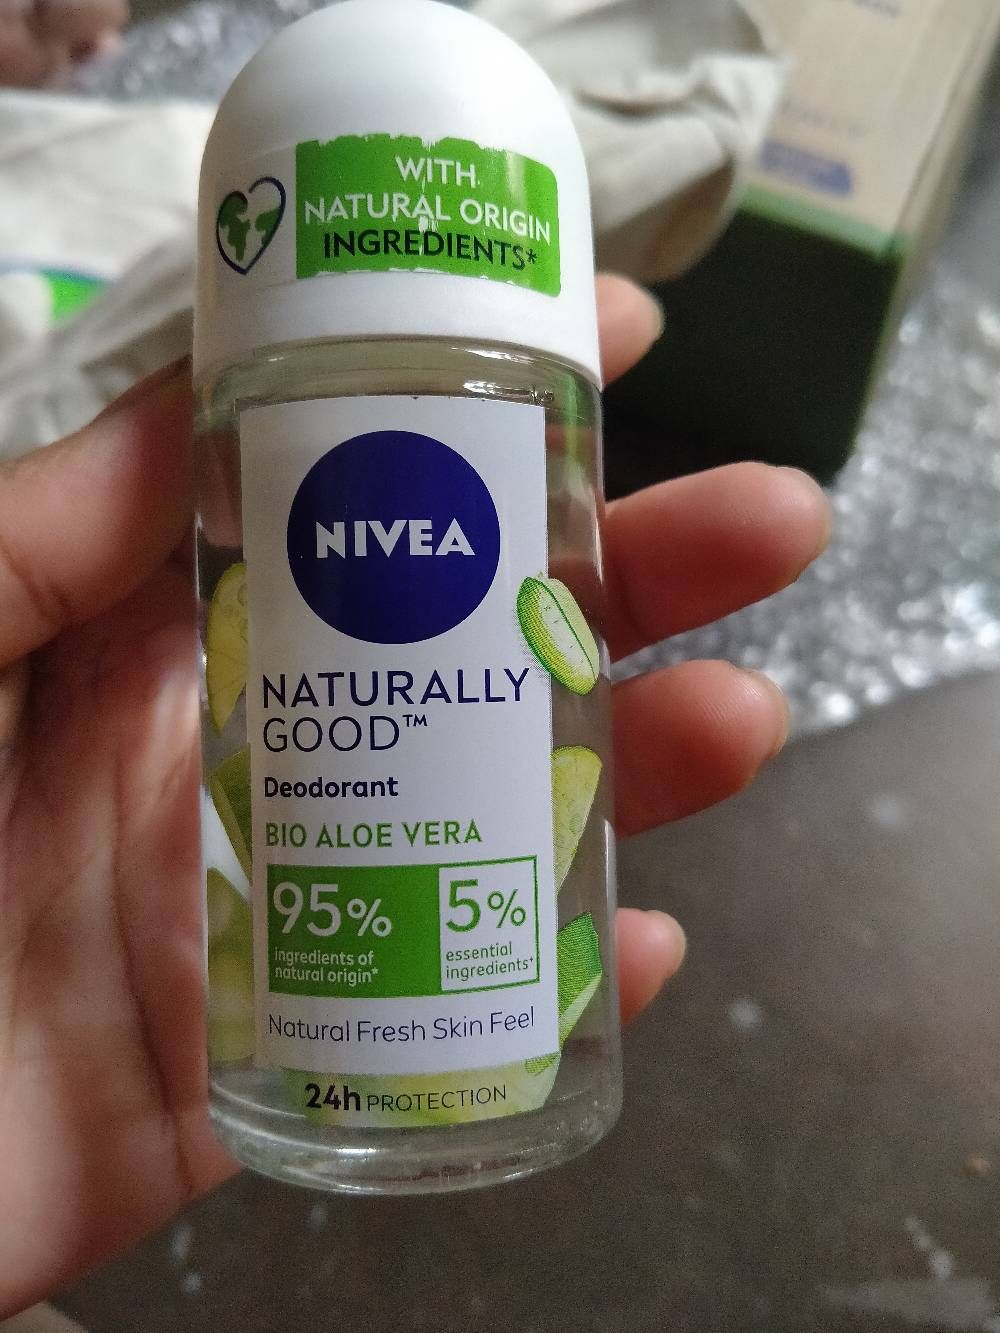 WITH
NATURAL ORIGIN
INGREDIENTS*
NIVEA
NATURALLY
GOOD™
Deodorant
BIO ALOE VERA
95%
ingredients of
natural origin*
5%
essential
ingredients⁺
Natural Fresh Skin Feel
24h PROTECTION